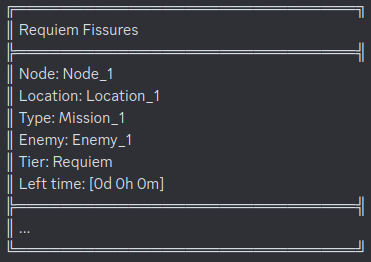 Requiem Fissures
Node: Node_1
Location: Location_1
Type: Mission_1
Enemy: Enemy_1
Tier: Requiem
Left time: [0d 0h 0m]
...